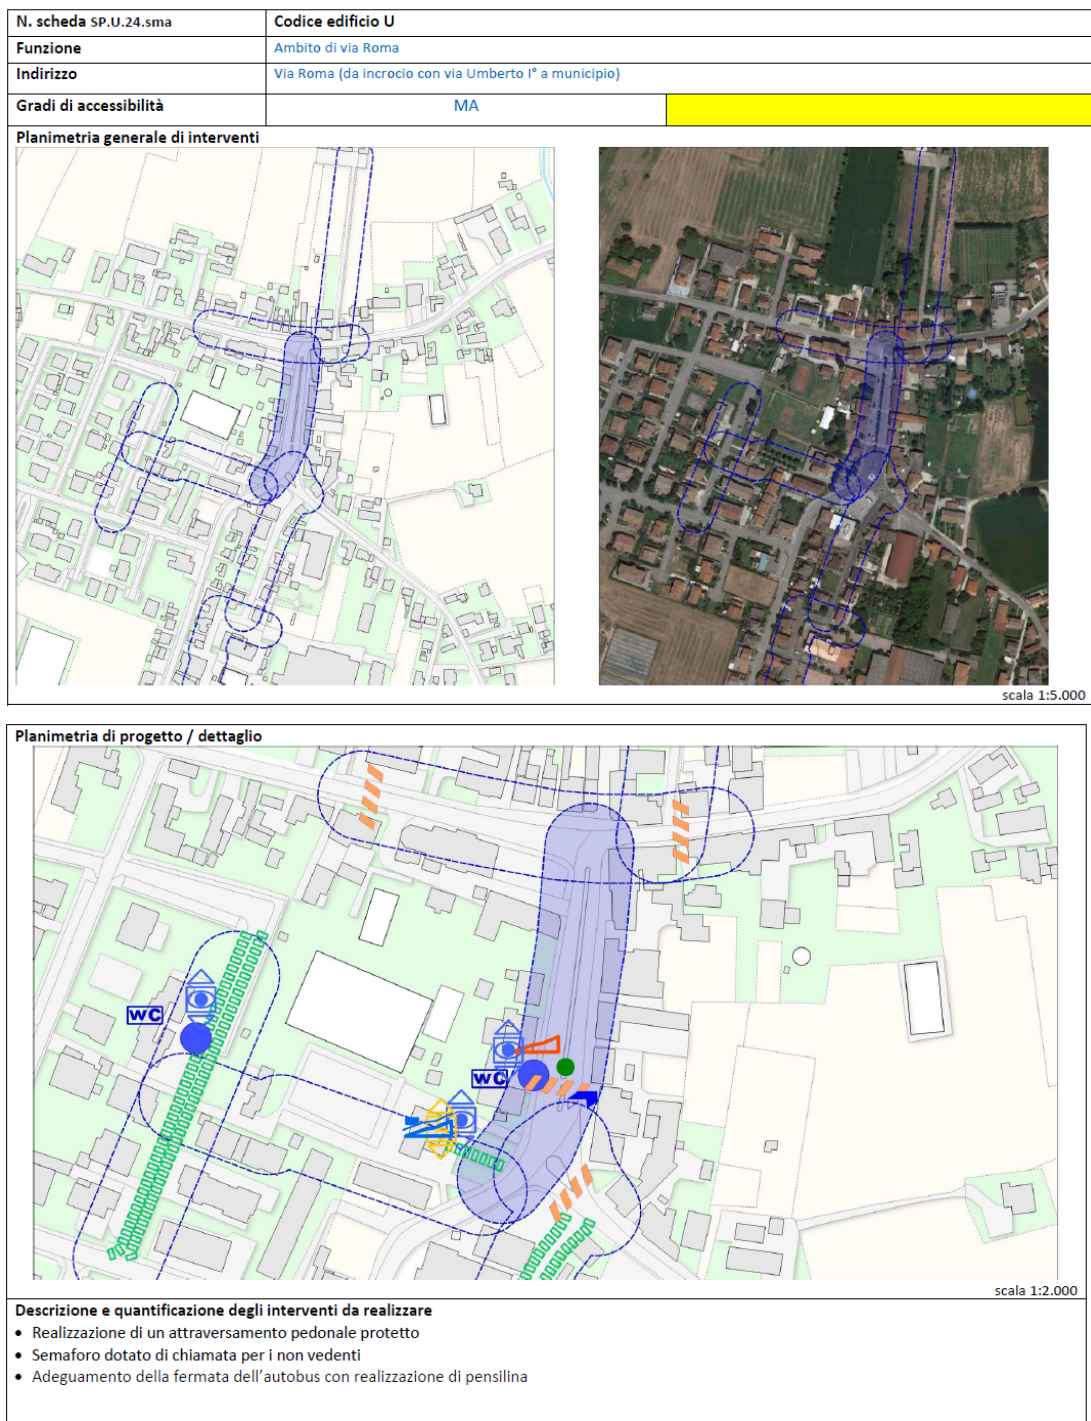 N. scheda SP.U.24.sma Codice edificio U
Funzione Ambito di via Roma
Indirizzo Via Roma (da incrocio con via Umberto I° a municipio)
Gradi di accessibilità MA
Planimetria generale di interventi
scala 1:5.000
Planimetria di progetto / dettaglio
WC
WC
scala 1:2.000
Descrizione e quantificazione degli interventi da realizzare
• Realizzazione di un attraversamento pedonale protetto
• Semaforo dotato di chiamata per i non vedenti
• Adeguamento della fermata dell'autobus con realizzazione di pensilina